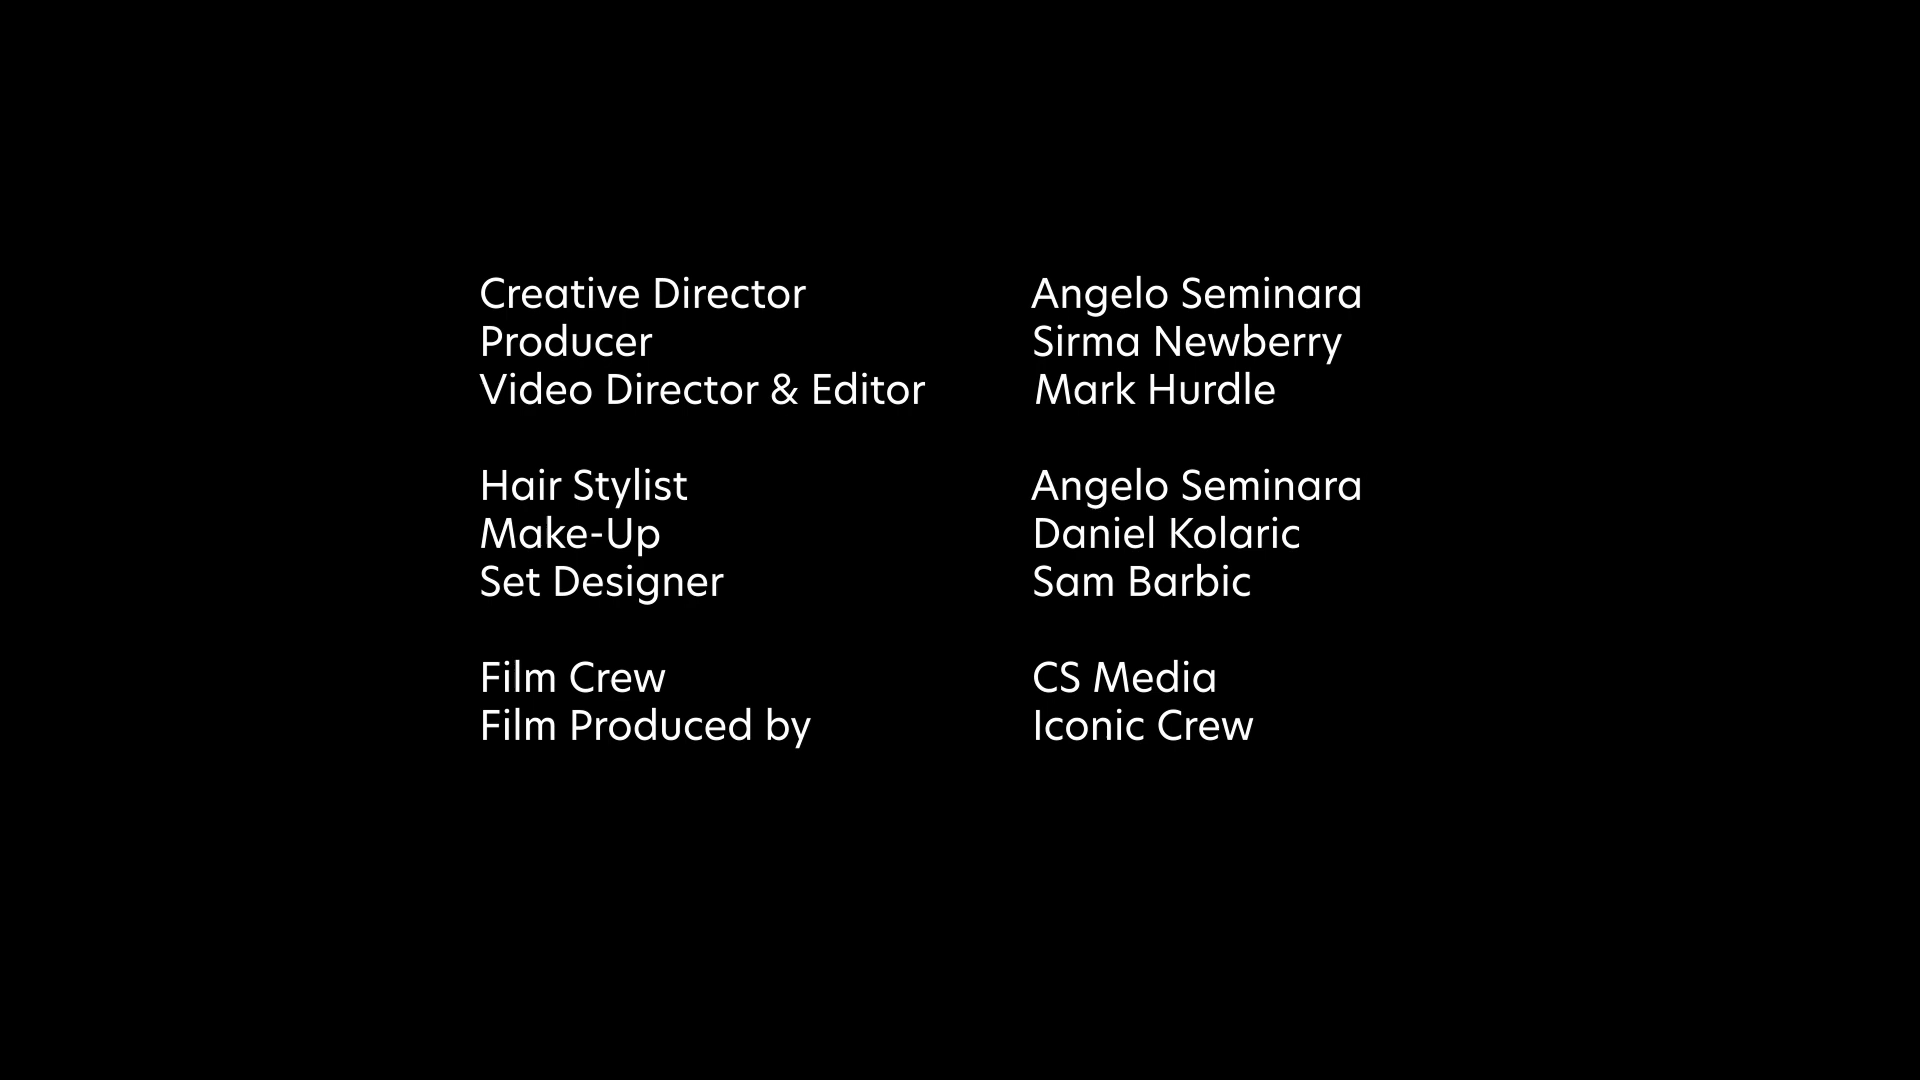 Creative Director Angelo Seminara
Producer Sirma Newberry
Video Director & Editor Mark Hurdle
Hair Stylist Angelo Seminara
Make-Up Daniel Kolaric
Set Designer Sam Barbic
Film Crew CS Media
Film Produced by Iconic Crew